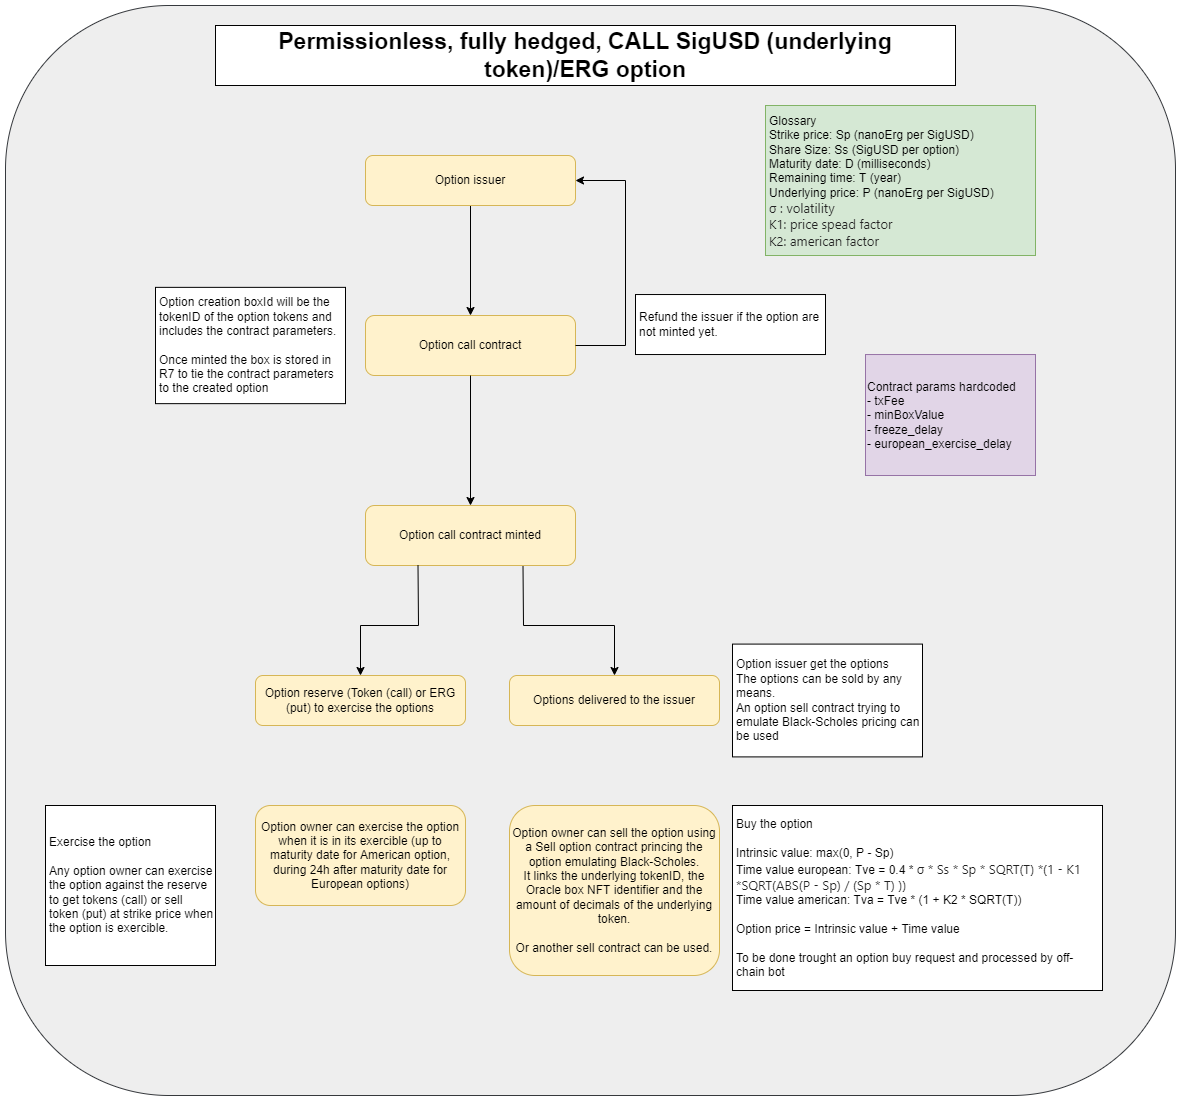 Permissionless, fully hedged, CALL SigUSD (underlying
token)/ERG option
Glossary
Strike price: Sp (nanoErg per SigUSD)
Share Size: Ss (SigUSD per option)
Maturity date: D (milliseconds)
Remaining time: T (year)
Underlying price: P (nanoErg per SigUSD)
σ : volatility
K1: price spead factor
K2: american factor
Option issuer
Option creation boxId will be the
tokenID of the option tokens and
includes the contract parameters.
Once minted the box is stored in
R7 to tie the contract parameters
to the created option
Option call contract
Refund the issuer if the option are
not minted yet.
Contract params hardcoded
- txFee
- minBoxValue
- freeze_delay
- european_exercise_delay
Option call contract minted
Option reserve (Token (call) or ERG
(put) to exercise the options
Options delivered to the issuer
Option issuer get the options
The options can be sold by any
means.
An option sell contract trying to
emulate Black-Scholes pricing can
be used
Exercise the option
Any option owner can exercise
the option against the reserve
to get tokens (call) or sell
token (put) at strike price when
the option is exercible.
Option owner can exercise the option
when it is in its exercible (up to
maturity date for American option,
during 24h after maturity date for
European options)
Option owner can sell the option using
a Sell option contract princing the
option emulating Black-Scholes.
It links the underlying tokenID, the
Oracle box NFT identifier and the
amount of decimals of the underlying
token.
Or another sell contract can be used.
Buy the option
Intrinsic value: max(0, P - Sp)
Time value european: Tve = 0.4 * σ * Ss * Sp * SQRT(T) *(1 - K1
*SQRT(ABS(P - Sp) / (Sp * T) ))
Time value american: Tva = Tve * (1 + K2 * SQRT(T))
Option price = Intrinsic value + Time value
To be done trought an option buy request and processed by off-
chain bot